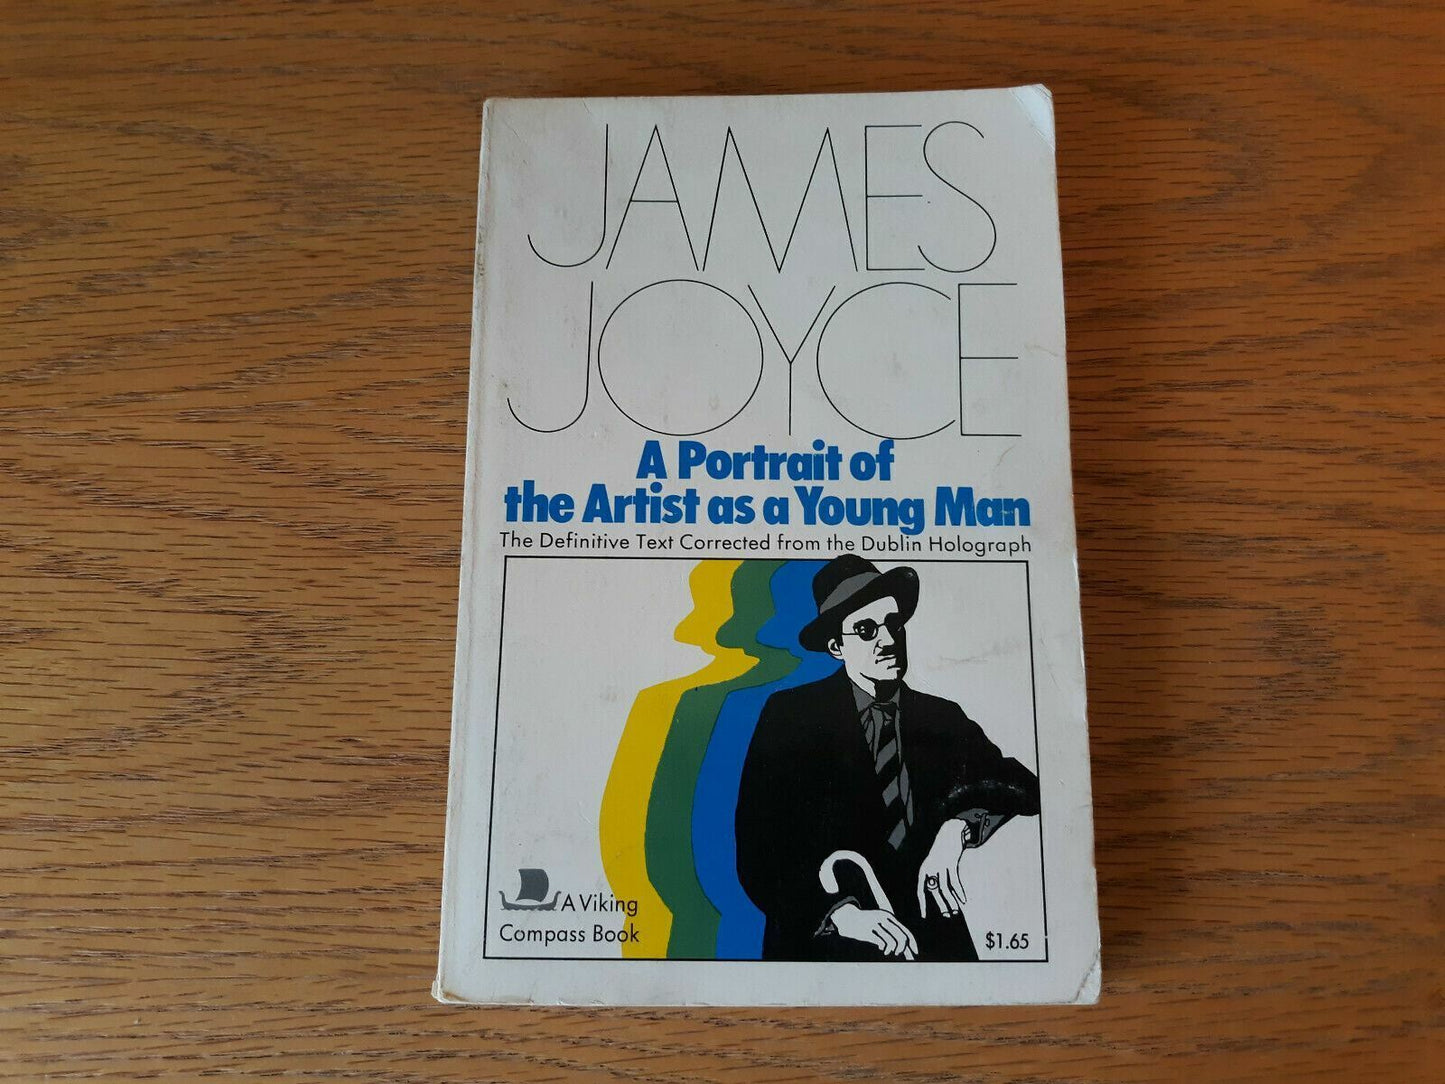 JAMES
JOYCE
A Portrait of
the Artist as a Young Man
The Definitive Text Corrected from the Dublin Holograph
A Viking
Compass Book
$1.65